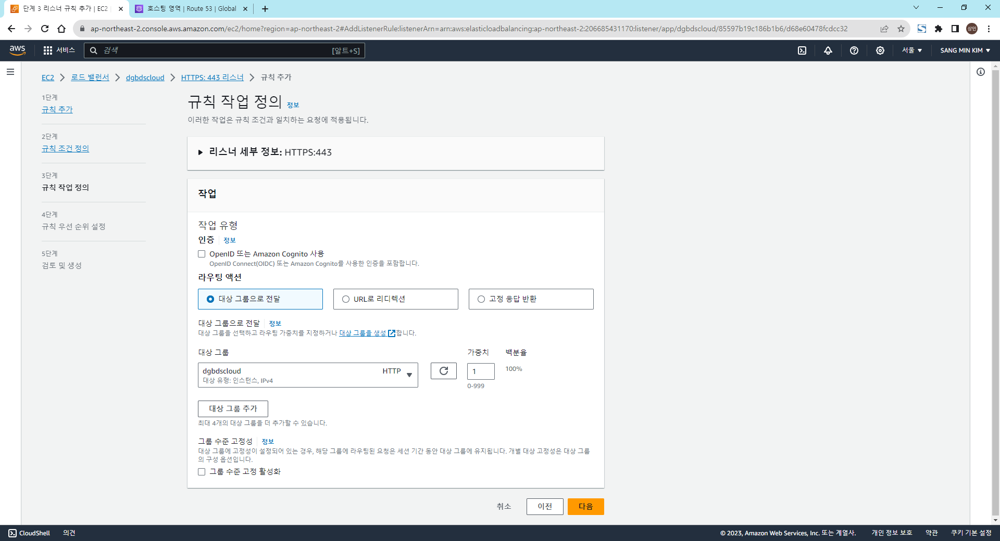 단계 3 리스너 규칙 추가 | EC2
호스팅 영역 | Route 53 | Global
ap-northeast-2.console.aws.amazon.com/ec2/home?region=ap-northeast-2#AddListenerRule:listenerArn=arn:aws:elasticloadbalancing:ap-northeast-2:206685431170:listener/app/dgbdscloud/85597b19c186b1b6/d68e60478fcdcc32
상민
aws
서비스
검색
[알트+S]
서울
SANG MIN KIM
EC2
로드 밸런서
dgbdscloud
HTTPS: 443 리스너
규칙 추가
1단계
규칙 추가
2단계
규칙 조건 정의
3단계
규칙 작업 정의
4단계
규칙 우선 순위 설정
5단계
검토 및 생성
규칙 작업 정의 정보
이러한 작업은 규칙 조건과 일치하는 요청에 적용됩니다.
리스너 세부 정보: HTTPS:443
작업
작업 유형
인증 정보
OpenID 또는 Amazon Cognito 사용
OpenID Connect(OIDC) 또는 Amazon Cognito를 사용한 인증을 포함합니다.
라우팅 액션
대상 그룹으로 전달
URL로 리디렉션
고정 응답 반환
대상 그룹으로 전달 정보
대상 그룹을 선택하고 라우팅 가중치를 지정하거나 대상 그룹을 생성 합니다.
대상 그룹
가중치
백분율
dgbdscloud
HTTP
대상 유형: 인스턴스, IPv4
1
100%
0-999
대상 그룹 추가
최대 4개의 대상 그룹을 더 추가할 수 있습니다.
그룹 수준 고정성 정보
대상 그룹에 고정성이 설정되어 있는 경우, 해당 그룹에 라우팅된 요청은 세션 기간 동안 대상 그룹에 유지됩니다. 개별 대상 고정성은 대상 그룹
의 구성 옵션입니다.
그룹 수준 고정 활성화
취소
이전
다음
CloudShell
의견
© 2023, Amazon Web Services, Inc. 또는 계열사.
개인 정보 보호
약관
쿠키 기본 설정